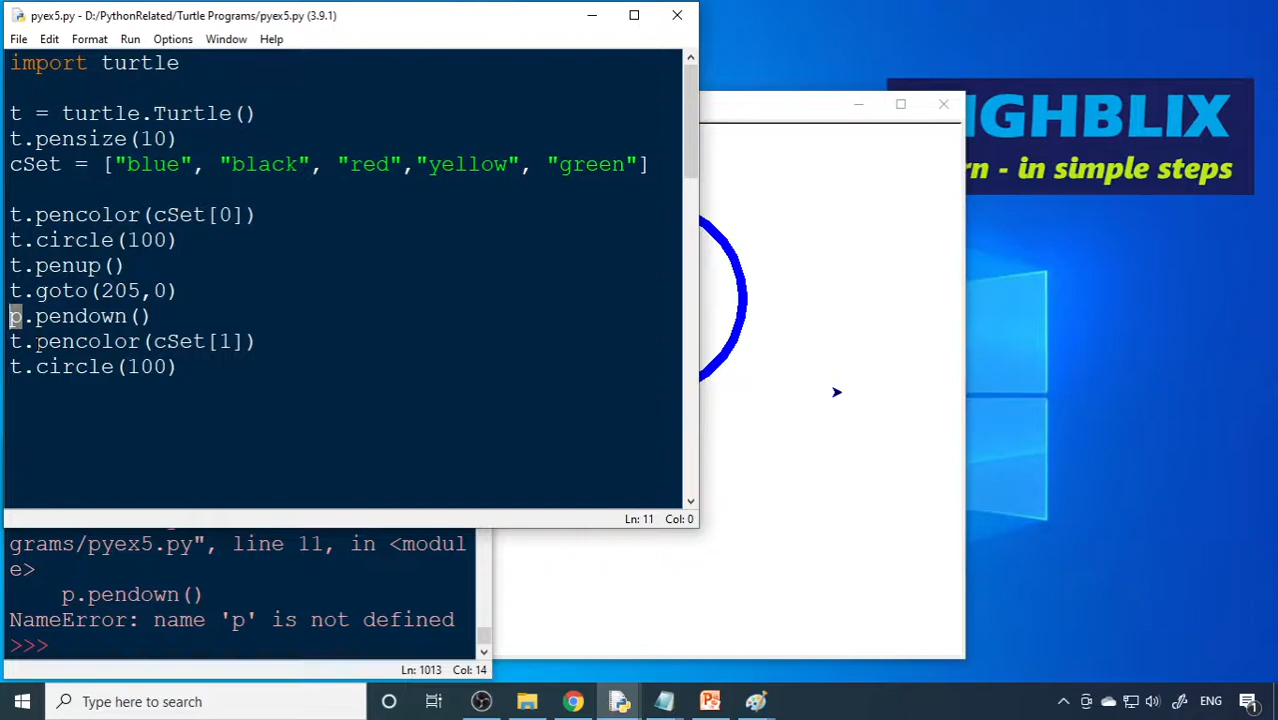 pyex5.py - D:/PythonRelated/Turtle Programs/pyex5.py (3.9.1)
File Edit Format Run Options Window Help
import turtle
t = turtle.Turtle()
t.pensize(10)
cSet = ["blue", "black", "red","yellow", "green"]
t.pencolor(cSet[0])
t.circle(100)
t.penup()
t.goto(205,0)
p.pendown()
t.pencolor(cSet[1])
t.circle(100)
Ln: 11 Col: 0
IGHBLIX
rn - in simple steps
grams/pyex5.py", line 11, in <modul
e>
p.pendown()
NameError: name 'p' is not defined
>>>
Ln: 1013 Col: 14
Type here to search
ENG
1